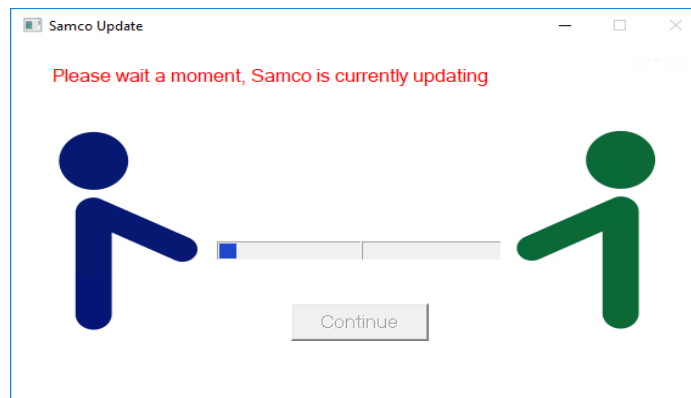 Samco Update
Please wait a moment, Samco is currently updating
Continue